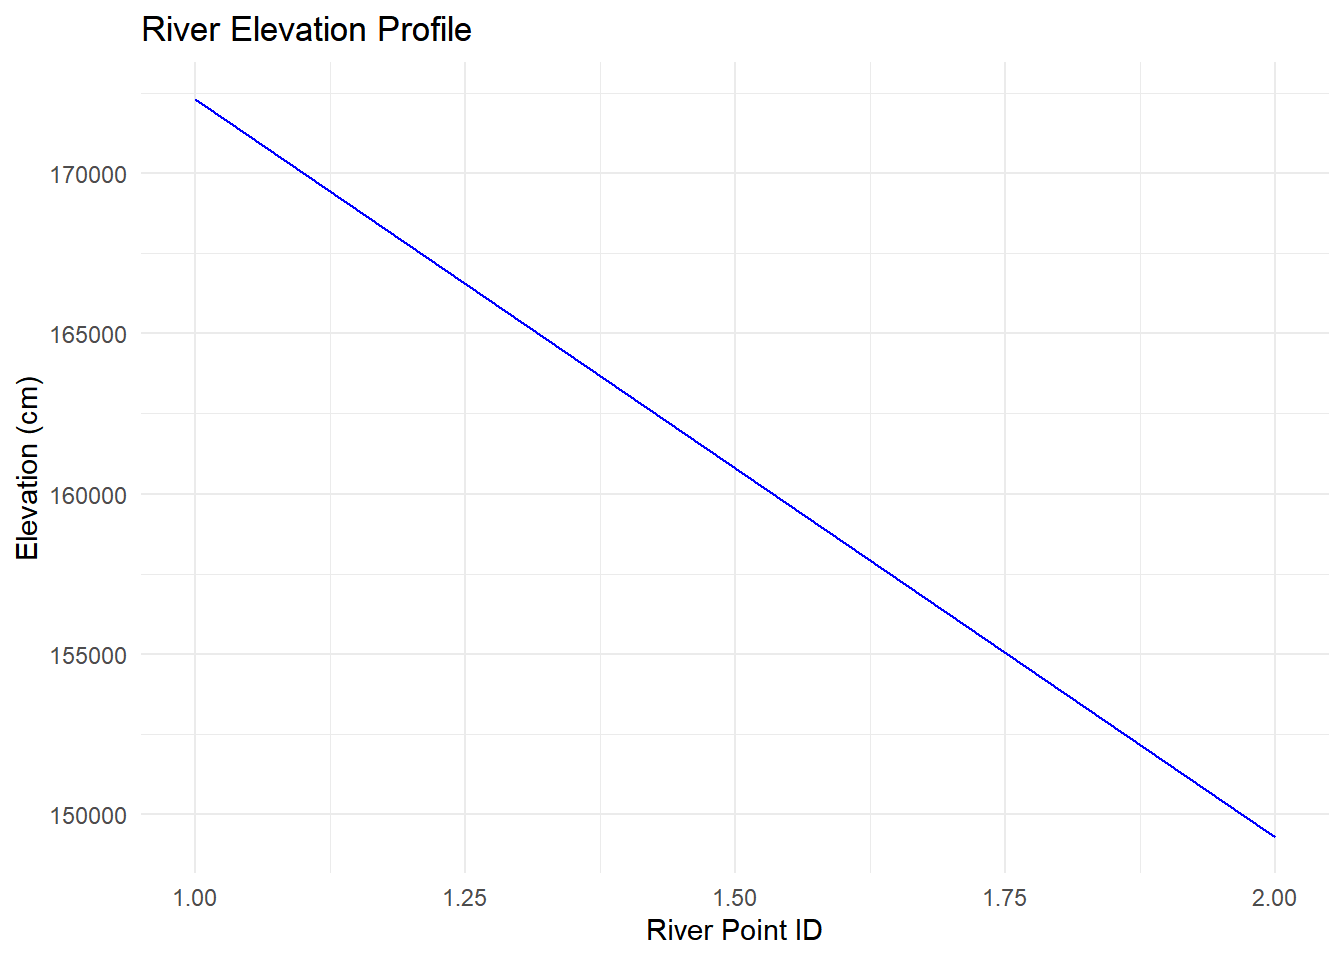 River Elevation Profile
170000
165000
160000
155000
150000
Elevation (cm)
1.00 1.25 1.50 1.75 2.00
River Point ID